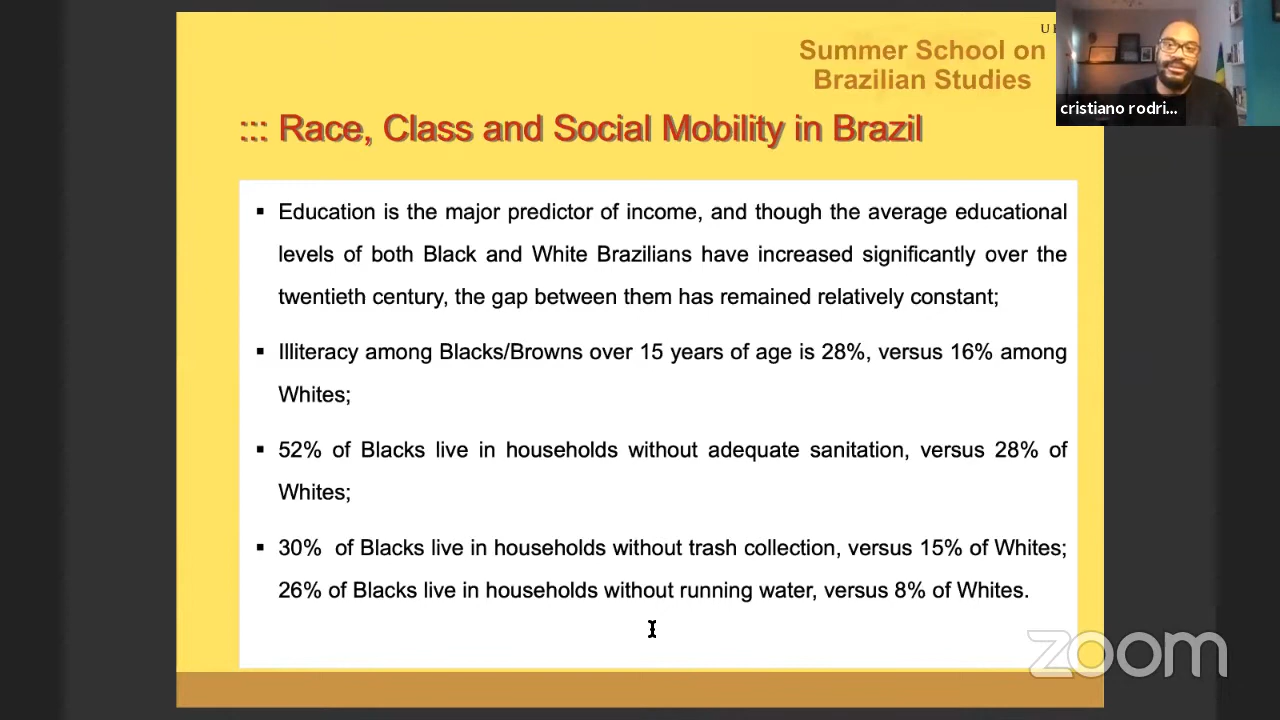 Summer School on
Brazilian Studies
::: Race, Class and Social Mobility in Brazil
cristiano rodri...
▪ Education is the major predictor of income, and though the average educational
levels of both Black and White Brazilians have increased significantly over the
twentieth century, the gap between them has remained relatively constant;
▪ Illiteracy among Blacks/Browns over 15 years of age is 28%, versus 16% among
Whites;
▪ 52% of Blacks live in households without adequate sanitation, versus 28% of
Whites;
▪ 30% of Blacks live in households without trash collection, versus 15% of Whites;
26% of Blacks live in households without running water, versus 8% of Whites.
zoom